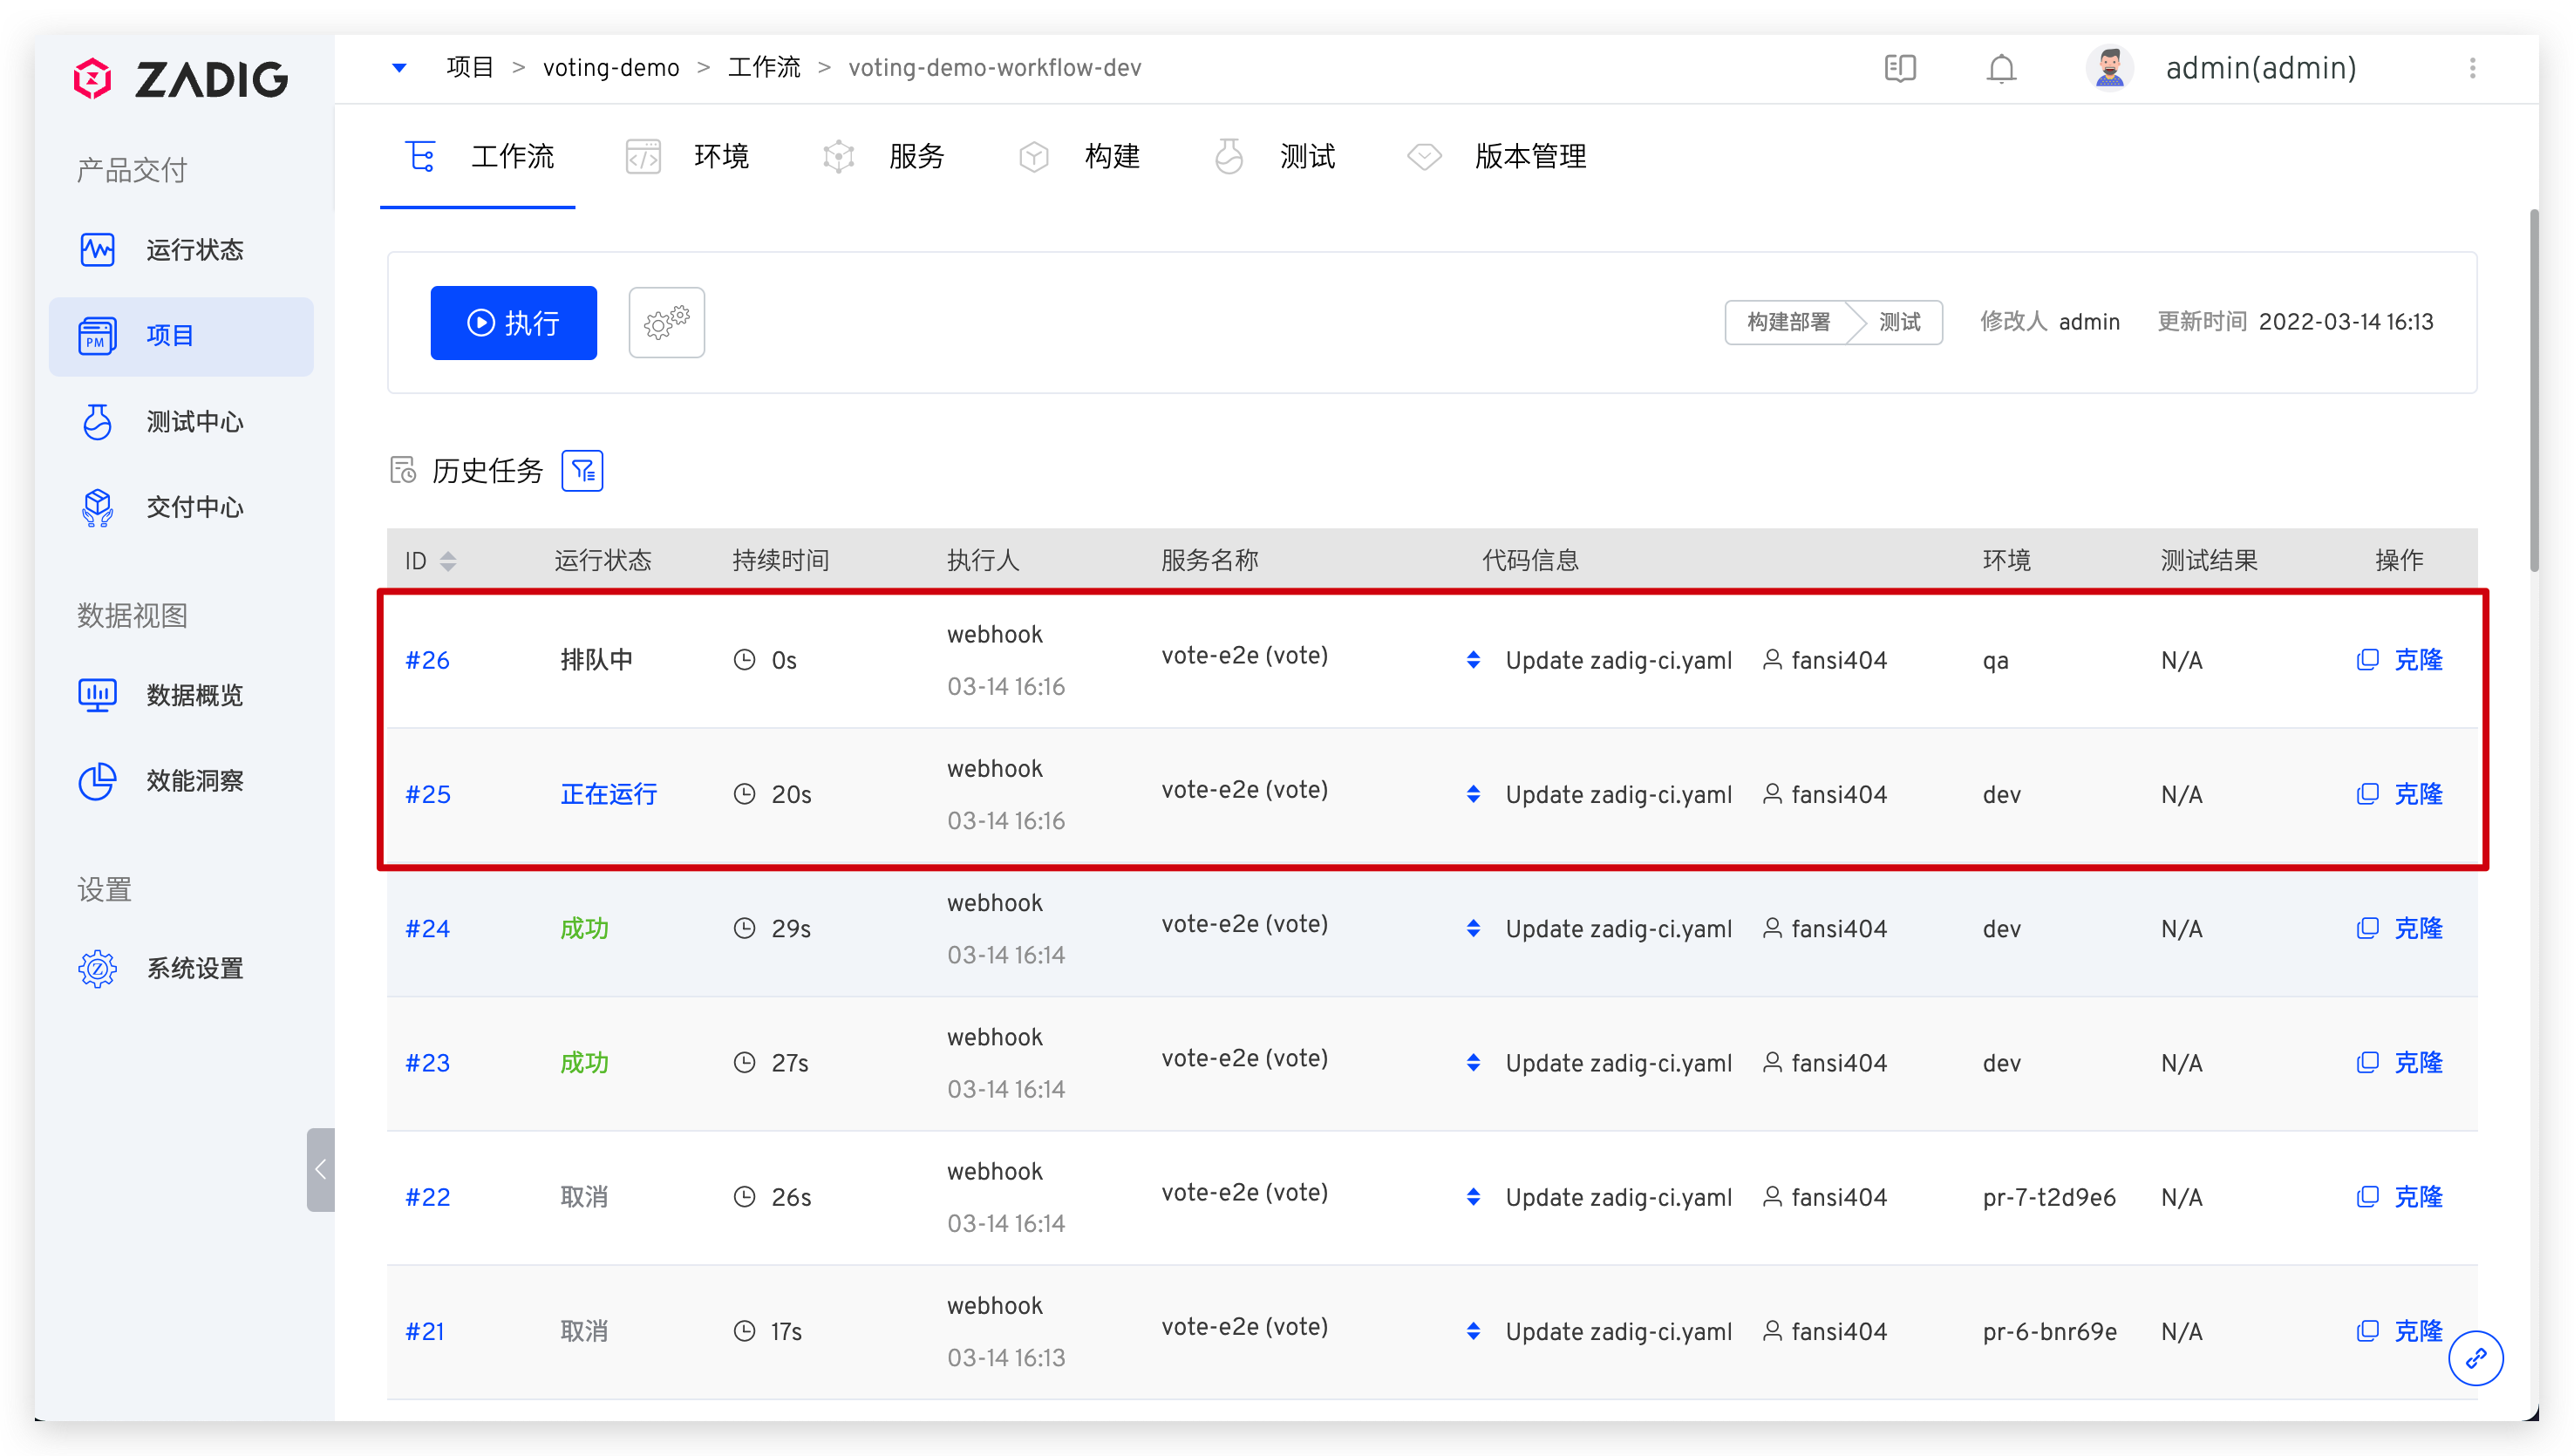 ZADIG
项目 > voting-demo > 工作流 > voting-demo-workflow-dev
admin(admin)
产品交付
运行状态
PM 项目
测试中心
交付中心
数据视图
数据概览
效能洞察
设置
系统设置
工作流 环境 服务 构建 测试 版本管理
执行
构建部署 测试 修改人 admin 更新时间 2022-03-14 16:13
历史任务
ID 运行状态 持续时间 执行人 服务名称 代码信息 环境 测试结果 操作
#26 排队中 0s webhook 03-14 16:16 vote-e2e (vote) Update zadig-ci.yaml fansi404 qa N/A 克隆
#25 正在运行 20s webhook 03-14 16:16 vote-e2e (vote) Update zadig-ci.yaml fansi404 dev N/A 克隆
#24 成功 29s webhook 03-14 16:14 vote-e2e (vote) Update zadig-ci.yaml fansi404 dev N/A 克隆
#23 成功 27s webhook 03-14 16:14 vote-e2e (vote) Update zadig-ci.yaml fansi404 dev N/A 克隆
#22 取消 26s webhook 03-14 16:14 vote-e2e (vote) Update zadig-ci.yaml fansi404 pr-7-t2d9e6 N/A 克隆
#21 取消 17s webhook 03-14 16:13 vote-e2e (vote) Update zadig-ci.yaml fansi404 pr-6-bnr69e N/A 克隆